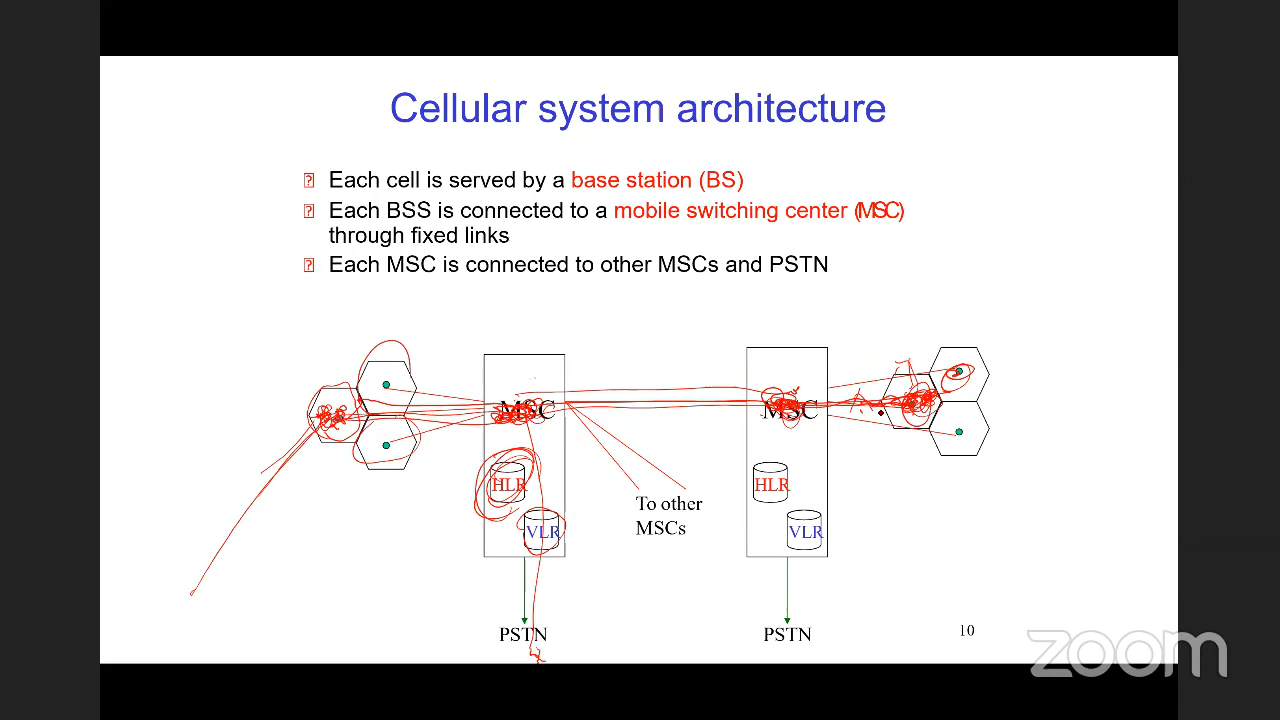 Cellular system architecture
Each cell is served by a base station (BS)
Each BSS is connected to a mobile switching center (MSC)
through fixed links
Each MSC is connected to other MSCs and PSTN
MSC
MSC
HLR
HLR
To other
MSCs
VLR
VLR
PSTN
PSTN
10
zoom